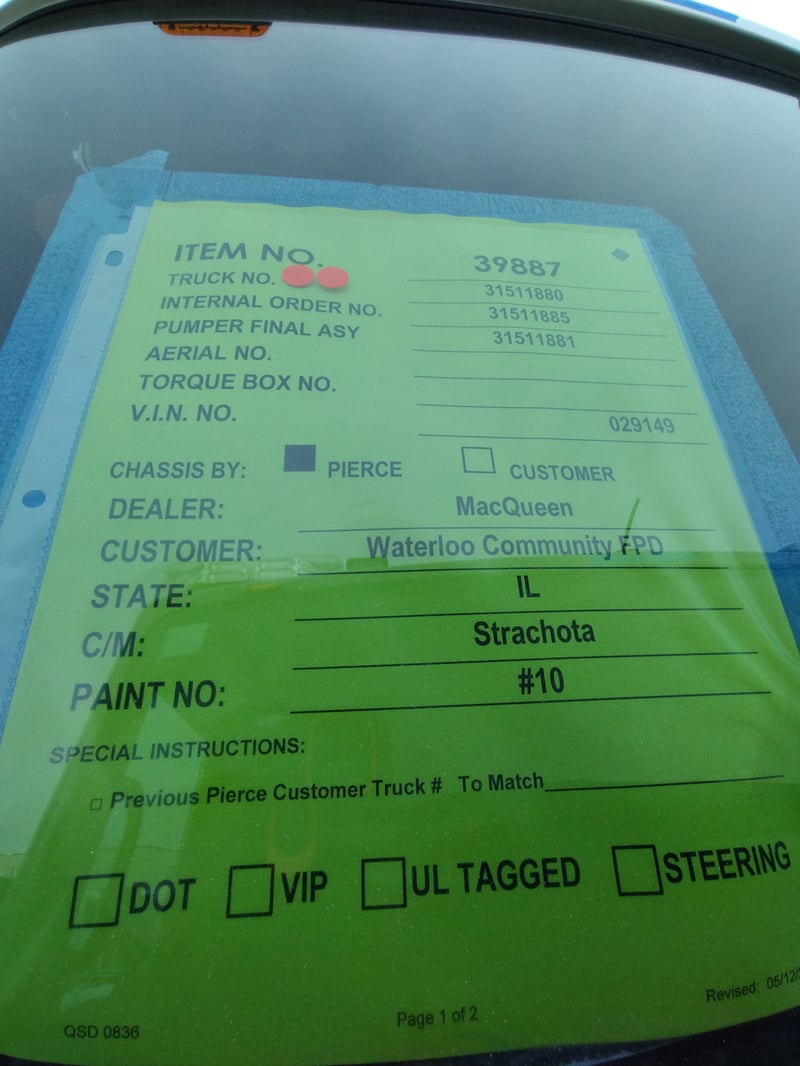 ITEM NO. 39887
TRUCK NO. 31511880
INTERNAL ORDER NO. 31511885
PUMPER FINAL ASY 31511881
AERIAL NO.
TORQUE BOX NO.
V.I.N. NO. 029149
CHASSIS BY: PIERCE CUSTOMER
DEALER: MacQueen
CUSTOMER: Waterloo Community FPD
STATE: IL
C/M: Strachota
PAINT NO: #10
SPECIAL INSTRUCTIONS:
Previous Pierce Customer Truck # To Match
DOT VIP UL TAGGED STEERING
QSD 0836 Page 1 of 2 Revised: 05/12/